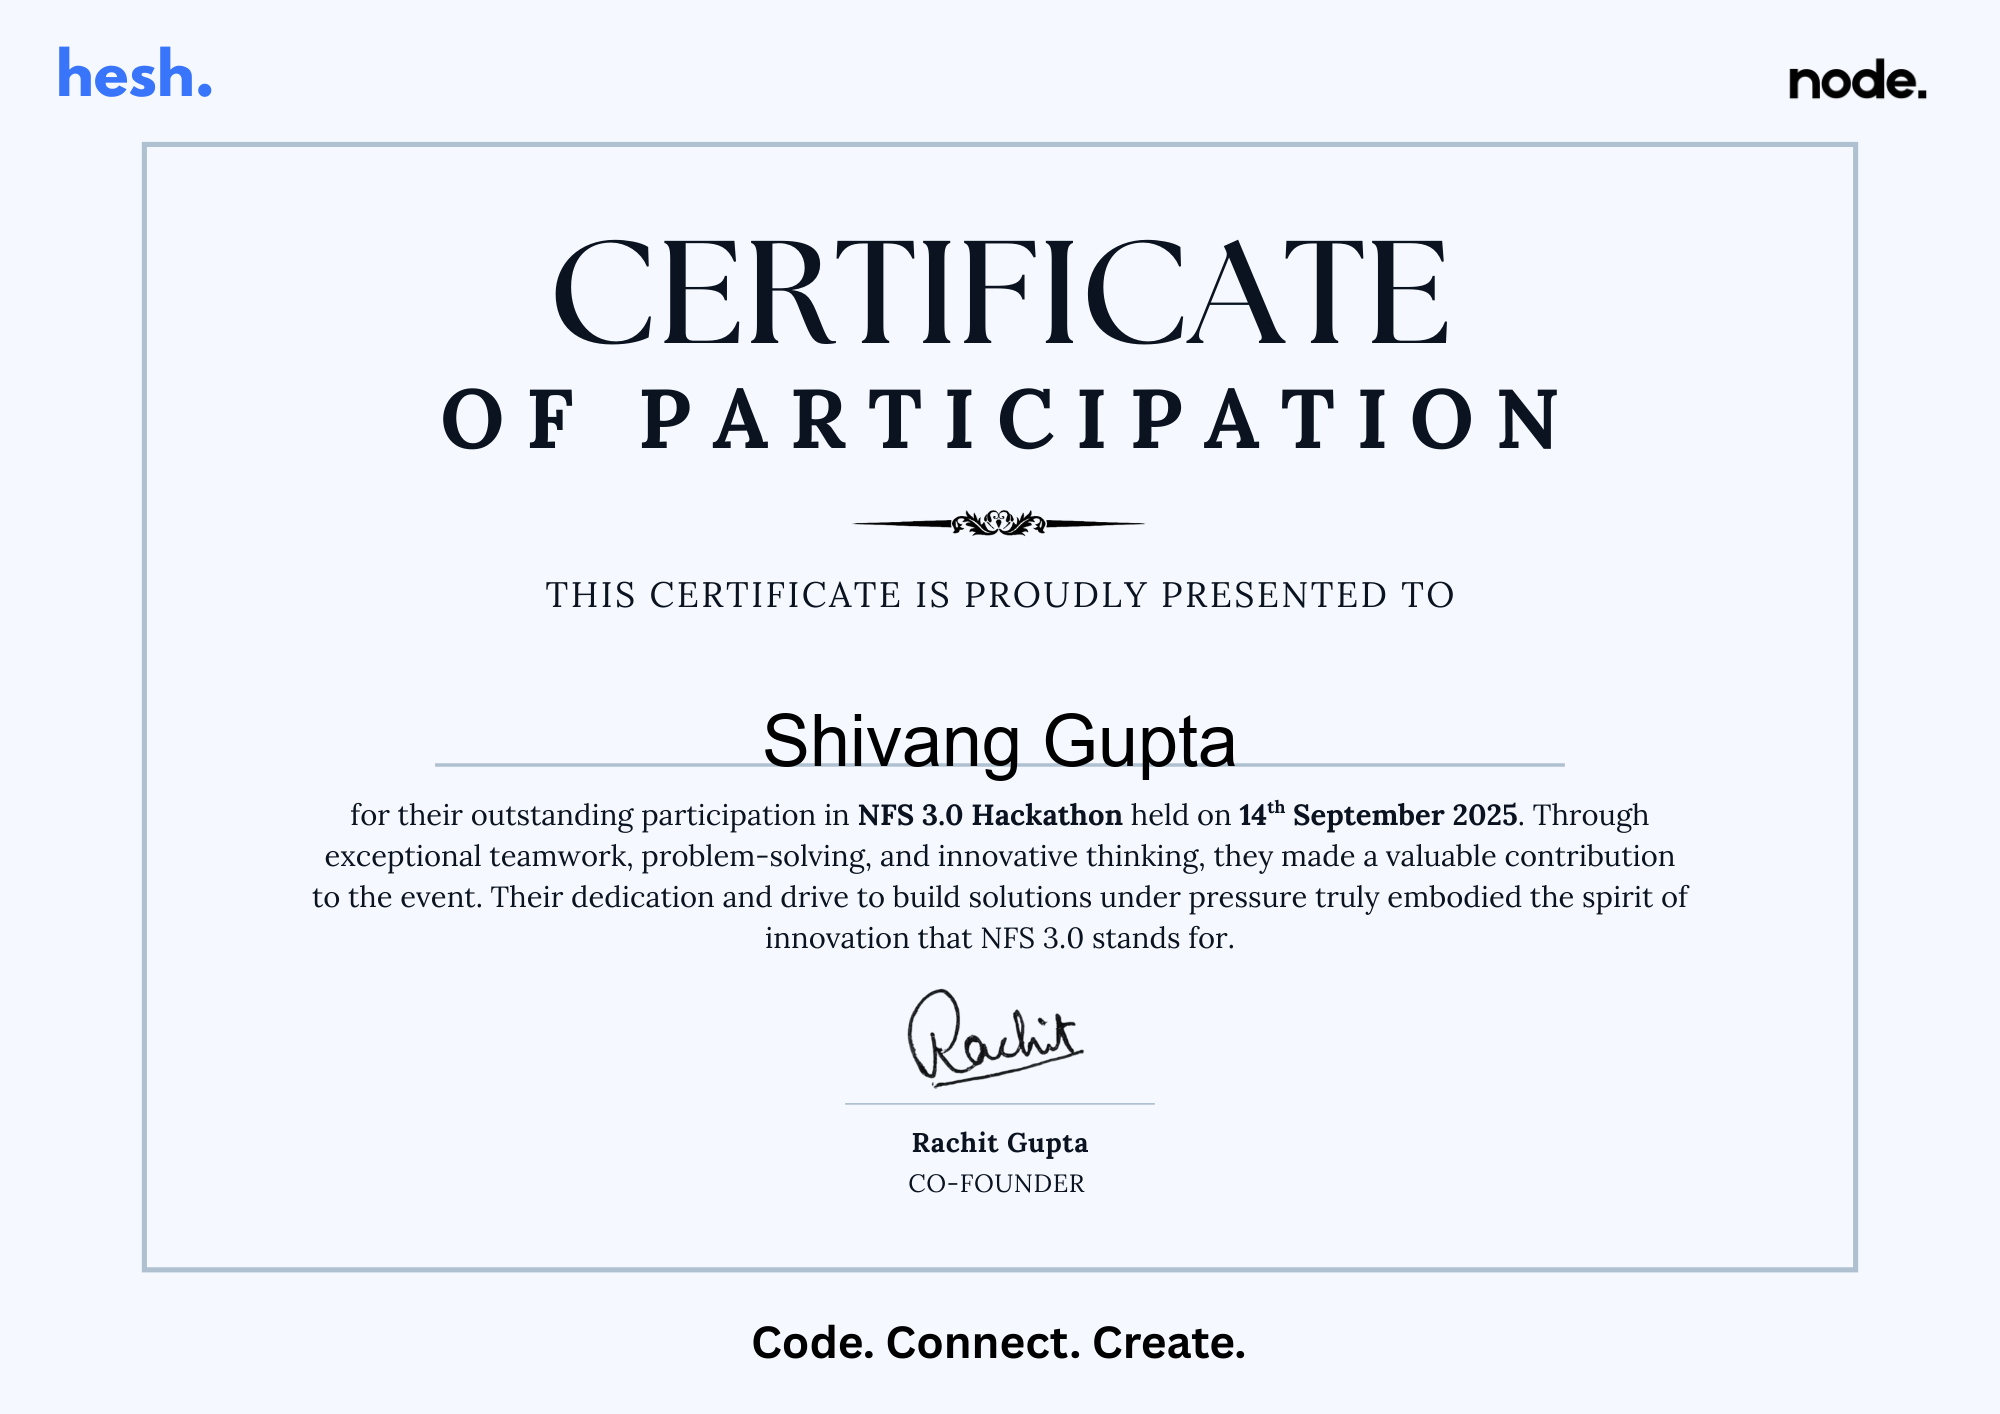 hesh.
node.
CERTIFICATE
OF PARTICIPATION
THIS CERTIFICATE IS PROUDLY PRESENTED TO
Shivang Gupta
for their outstanding participation in NFS 3.0 Hackathon held on 14th September 2025. Through
exceptional teamwork, problem-solving, and innovative thinking, they made a valuable contribution
to the event. Their dedication and drive to build solutions under pressure truly embodied the spirit of
innovation that NFS 3.0 stands for.
Rachit
Rachit Gupta
CO-FOUNDER
Code. Connect. Create.